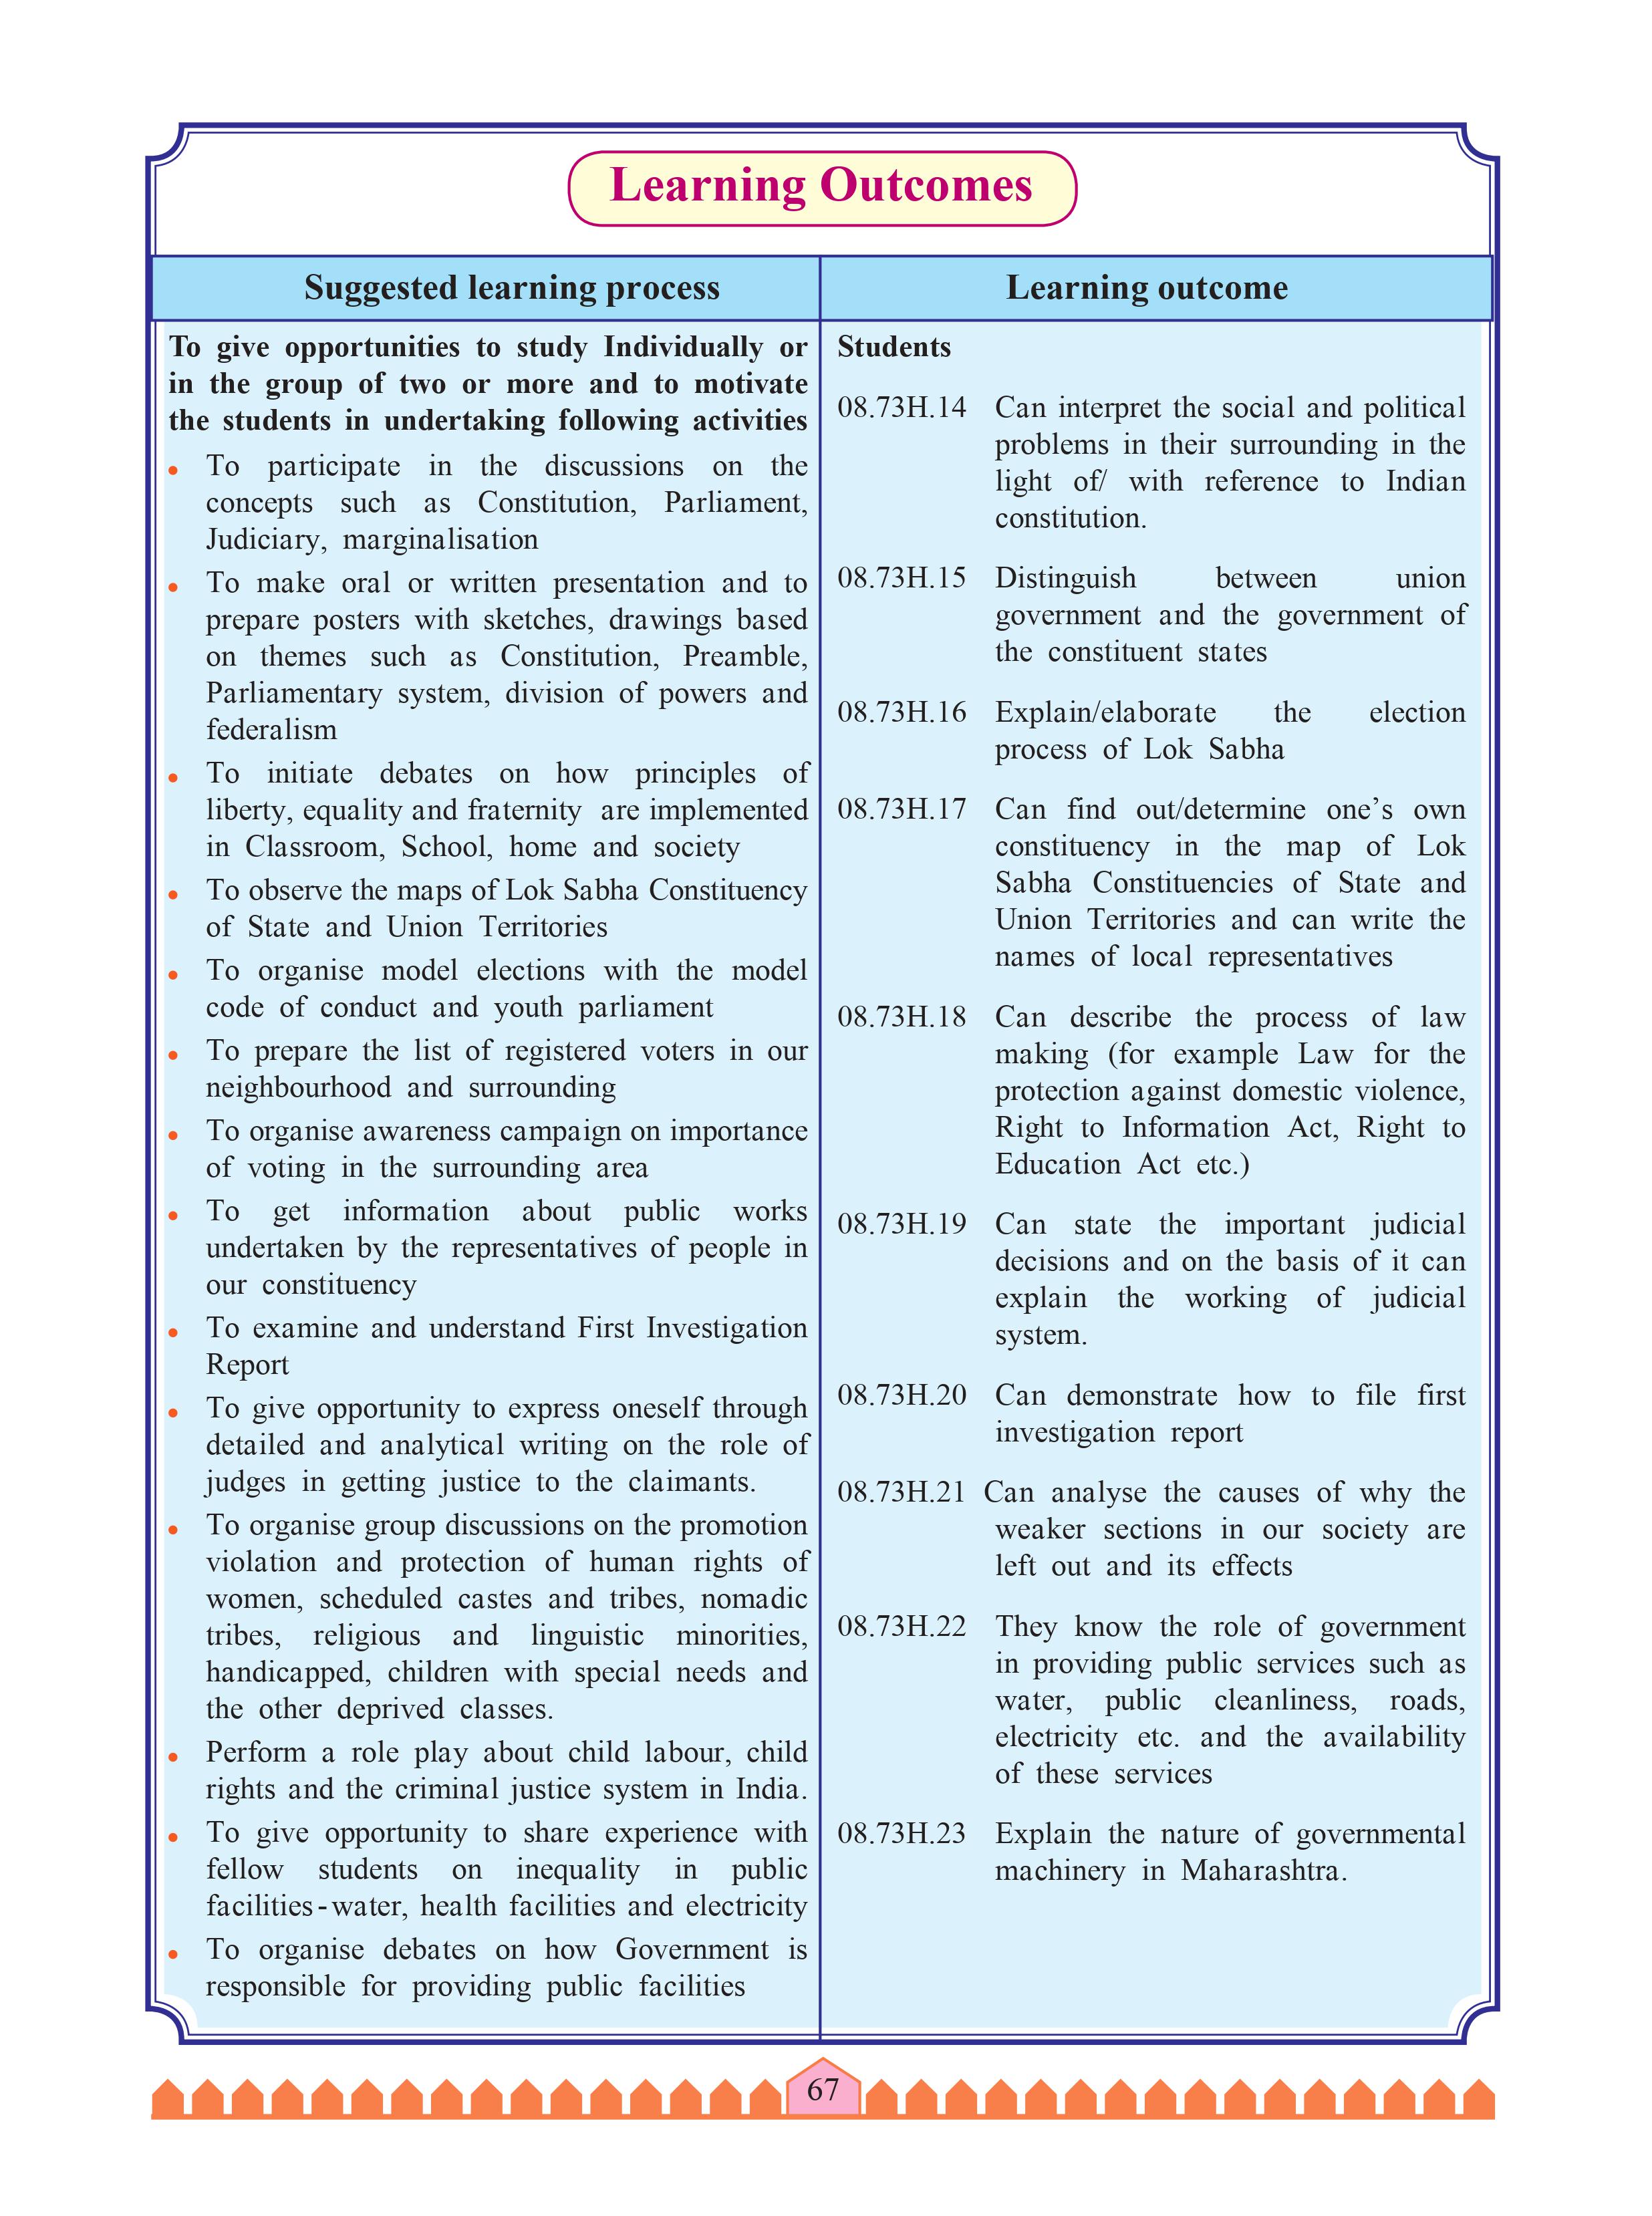 Learning Outcomes
Suggested learning process
Learning outcome
To give opportunities to study Individually or
in the group of two or more and to motivate
the students in undertaking following activities
• To participate in the discussions on the
concepts such as Constitution, Parliament,
Judiciary, marginalisation
• To make oral or written presentation and to
prepare posters with sketches, drawings based
on themes such as Constitution, Preamble,
Parliamentary system, division of powers and
federalism
• To initiate debates on how principles of
liberty, equality and fraternity are implemented
in Classroom, School, home and society
• To observe the maps of Lok Sabha Constituency
of State and Union Territories
• To organise model elections with the model
code of conduct and youth parliament
• To prepare the list of registered voters in our
neighbourhood and surrounding
• To organise awareness campaign on importance
of voting in the surrounding area
• To get information about public works
undertaken by the representatives of people in
our constituency
• To examine and understand First Investigation
Report
• To give opportunity to express oneself through
detailed and analytical writing on the role of
judges in getting justice to the claimants.
• To organise group discussions on the promotion
violation and protection of human rights of
women, scheduled castes and tribes, nomadic
tribes, religious and linguistic minorities,
handicapped, children with special needs and
the other deprived classes.
• Perform a role play about child labour, child
rights and the criminal justice system in India.
• To give opportunity to share experience with
fellow students on inequality in public
facilities-water, health facilities and electricity
• To organise debates on how Government is
responsible for providing public facilities
Students
08.73H.14 Can interpret the social and political
problems in their surrounding in the
light of/ with reference to Indian
constitution.
08.73H.15 Distinguish between union
government and the government of
the constituent states
08.73H.16 Explain/elaborate the election
process of Lok Sabha
08.73H.17 Can find out/determine one’s own
constituency in the map of Lok
Sabha Constituencies of State and
Union Territories and can write the
names of local representatives
08.73H.18 Can describe the process of law
making (for example Law for the
protection against domestic violence,
Right to Information Act, Right to
Education Act etc.)
08.73H.19 Can state the important judicial
decisions and on the basis of it can
explain the working of judicial
system.
08.73H.20 Can demonstrate how to file first
investigation report
08.73H.21 Can analyse the causes of why the
weaker sections in our society are
left out and its effects
08.73H.22 They know the role of government
in providing public services such as
water, public cleanliness, roads,
electricity etc. and the availability
of these services
08.73H.23 Explain the nature of governmental
machinery in Maharashtra.
67